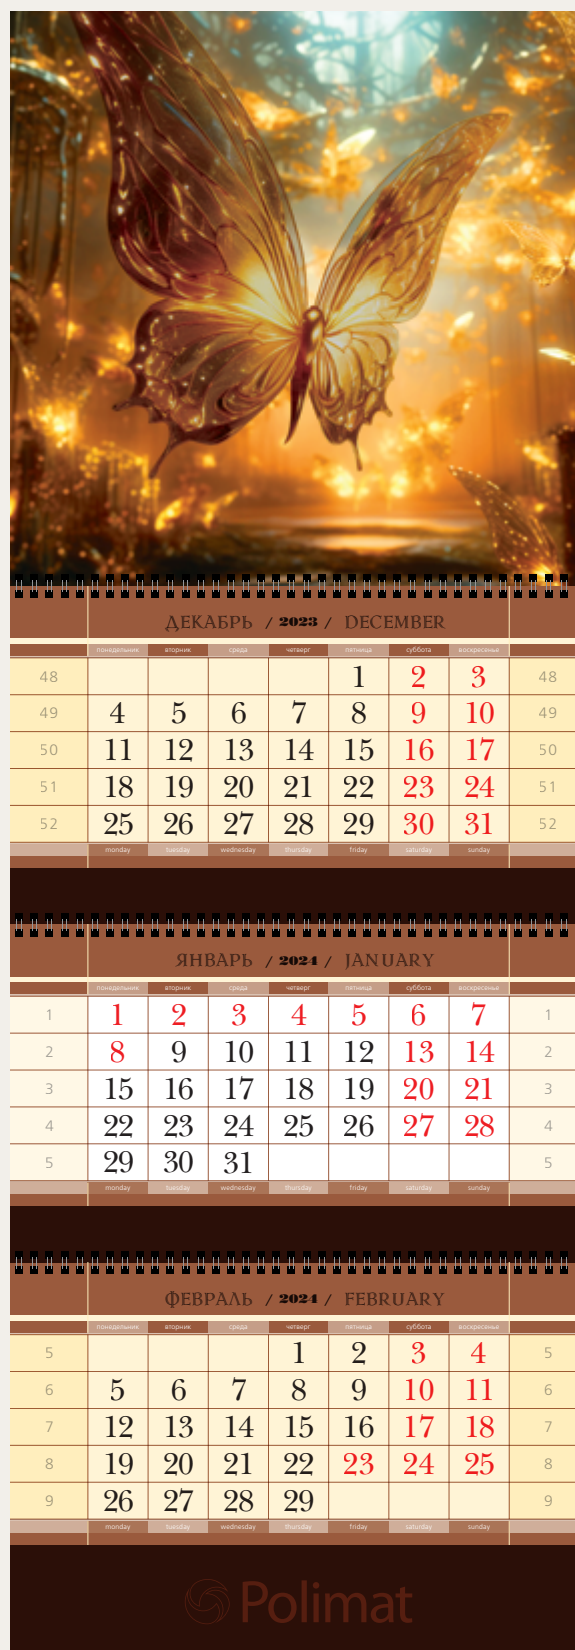 ДЕКАБРЬ / 2023 / DECEMBER
понедельник вторник среда четверг пятница суббота воскресенье
48 1 2 3 48
49 4 5 6 7 8 9 10 49
50 11 12 13 14 15 16 17 50
51 18 19 20 21 22 23 24 51
52 25 26 27 28 29 30 31 52
monday tuesday wednesday thursday friday saturday sunday
ЯНВАРЬ / 2024 / JANUARY
понедельник вторник среда четверг пятница суббота воскресенье
1 1 2 3 4 5 6 7 1
2 8 9 10 11 12 13 14 2
3 15 16 17 18 19 20 21 3
4 22 23 24 25 26 27 28 4
5 29 30 31 5
monday tuesday wednesday thursday friday saturday sunday
ФЕВРАЛЬ / 2024 / FEBRUARY
понедельник вторник среда четверг пятница суббота воскресенье
5 1 2 3 4 5
6 5 6 7 8 9 10 11 6
7 12 13 14 15 16 17 18 7
8 19 20 21 22 23 24 25 8
9 26 27 28 29 9
monday tuesday wednesday thursday friday saturday sunday
Polimat